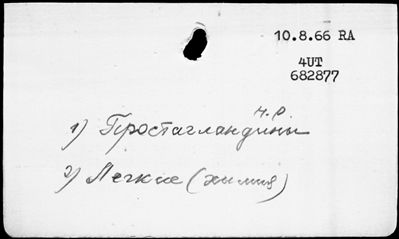 10.8.66 RA
4UT
682877
н.р.
1) Простагландины
2) Легкие (химия)